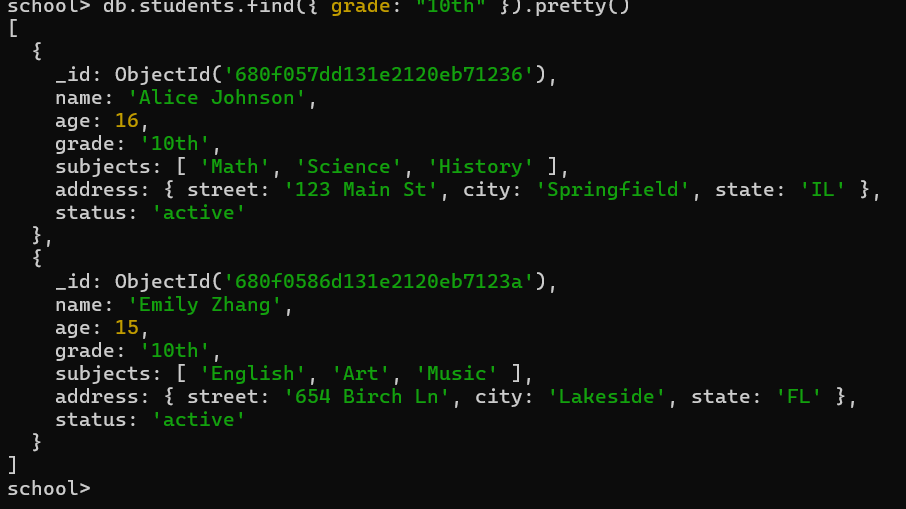 school> db.students.find({ grade: "10th" }).pretty()
[
  {
    _id: ObjectId('680f057dd131e2120eb71236'),
    name: 'Alice Johnson',
    age: 16,
    grade: '10th',
    subjects: [ 'Math', 'Science', 'History' ],
    address: { street: '123 Main St', city: 'Springfield', state: 'IL' },
    status: 'active'
  },
  {
    _id: ObjectId('680f0586d131e2120eb7123a'),
    name: 'Emily Zhang',
    age: 15,
    grade: '10th',
    subjects: [ 'English', 'Art', 'Music' ],
    address: { street: '654 Birch Ln', city: 'Lakeside', state: 'FL' },
    status: 'active'
  }
]
school>